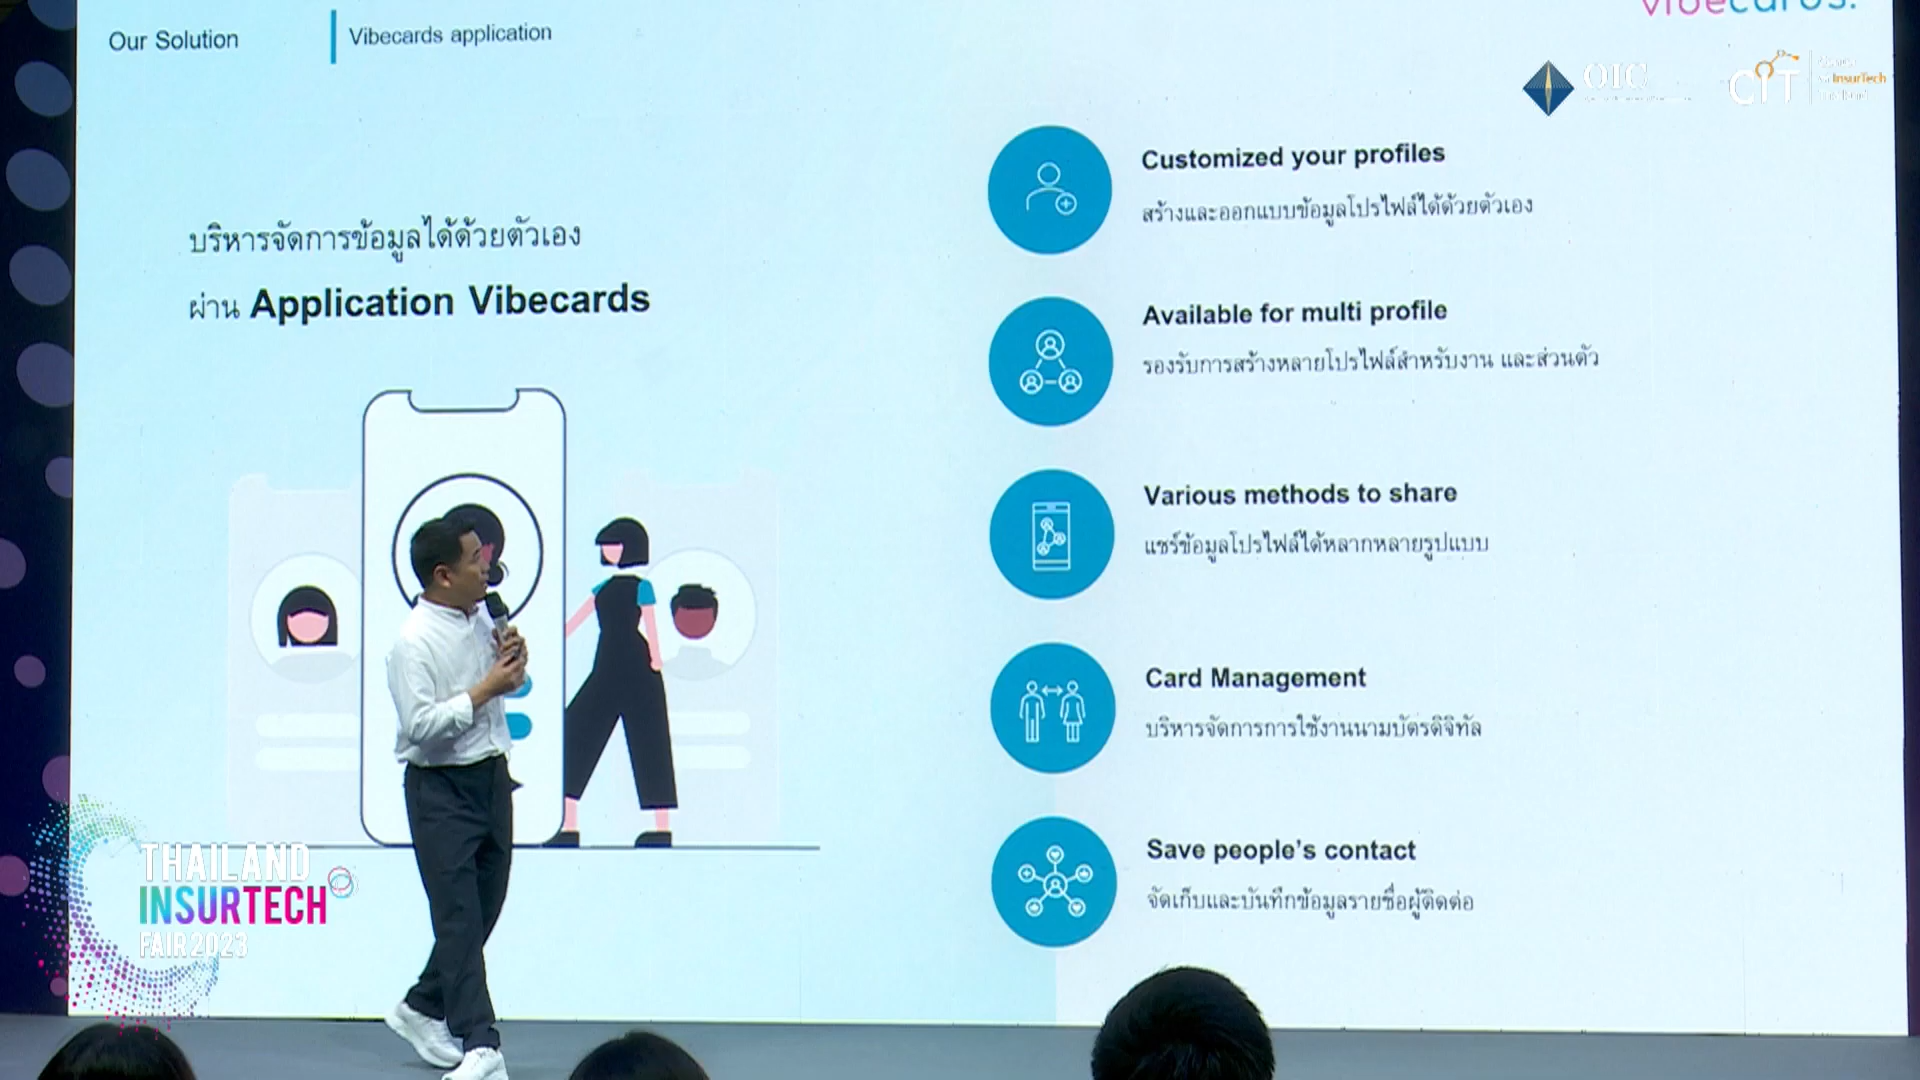 Our Solution
Vibecards application
vibecards.
OIC
CIT
InsurTech
บริหารจัดการข้อมูลได้ด้วยตัวเอง
ผ่าน Application Vibecards
Customized your profiles
สร้างและออกแบบข้อมูลโปรไฟล์ได้ด้วยตัวเอง
Available for multi profile
รองรับการสร้างหลายโปรไฟล์สำหรับงาน และส่วนตัว
Various methods to share
แชร์ข้อมูลโปรไฟล์ได้หลากหลายรูปแบบ
Card Management
บริหารจัดการการใช้งานนามบัตรดิจิทัล
Save people's contact
จัดเก็บและบันทึกข้อมูลรายชื่อผู้ติดต่อ
THAILAND
INSURTECH
FAIR 2023